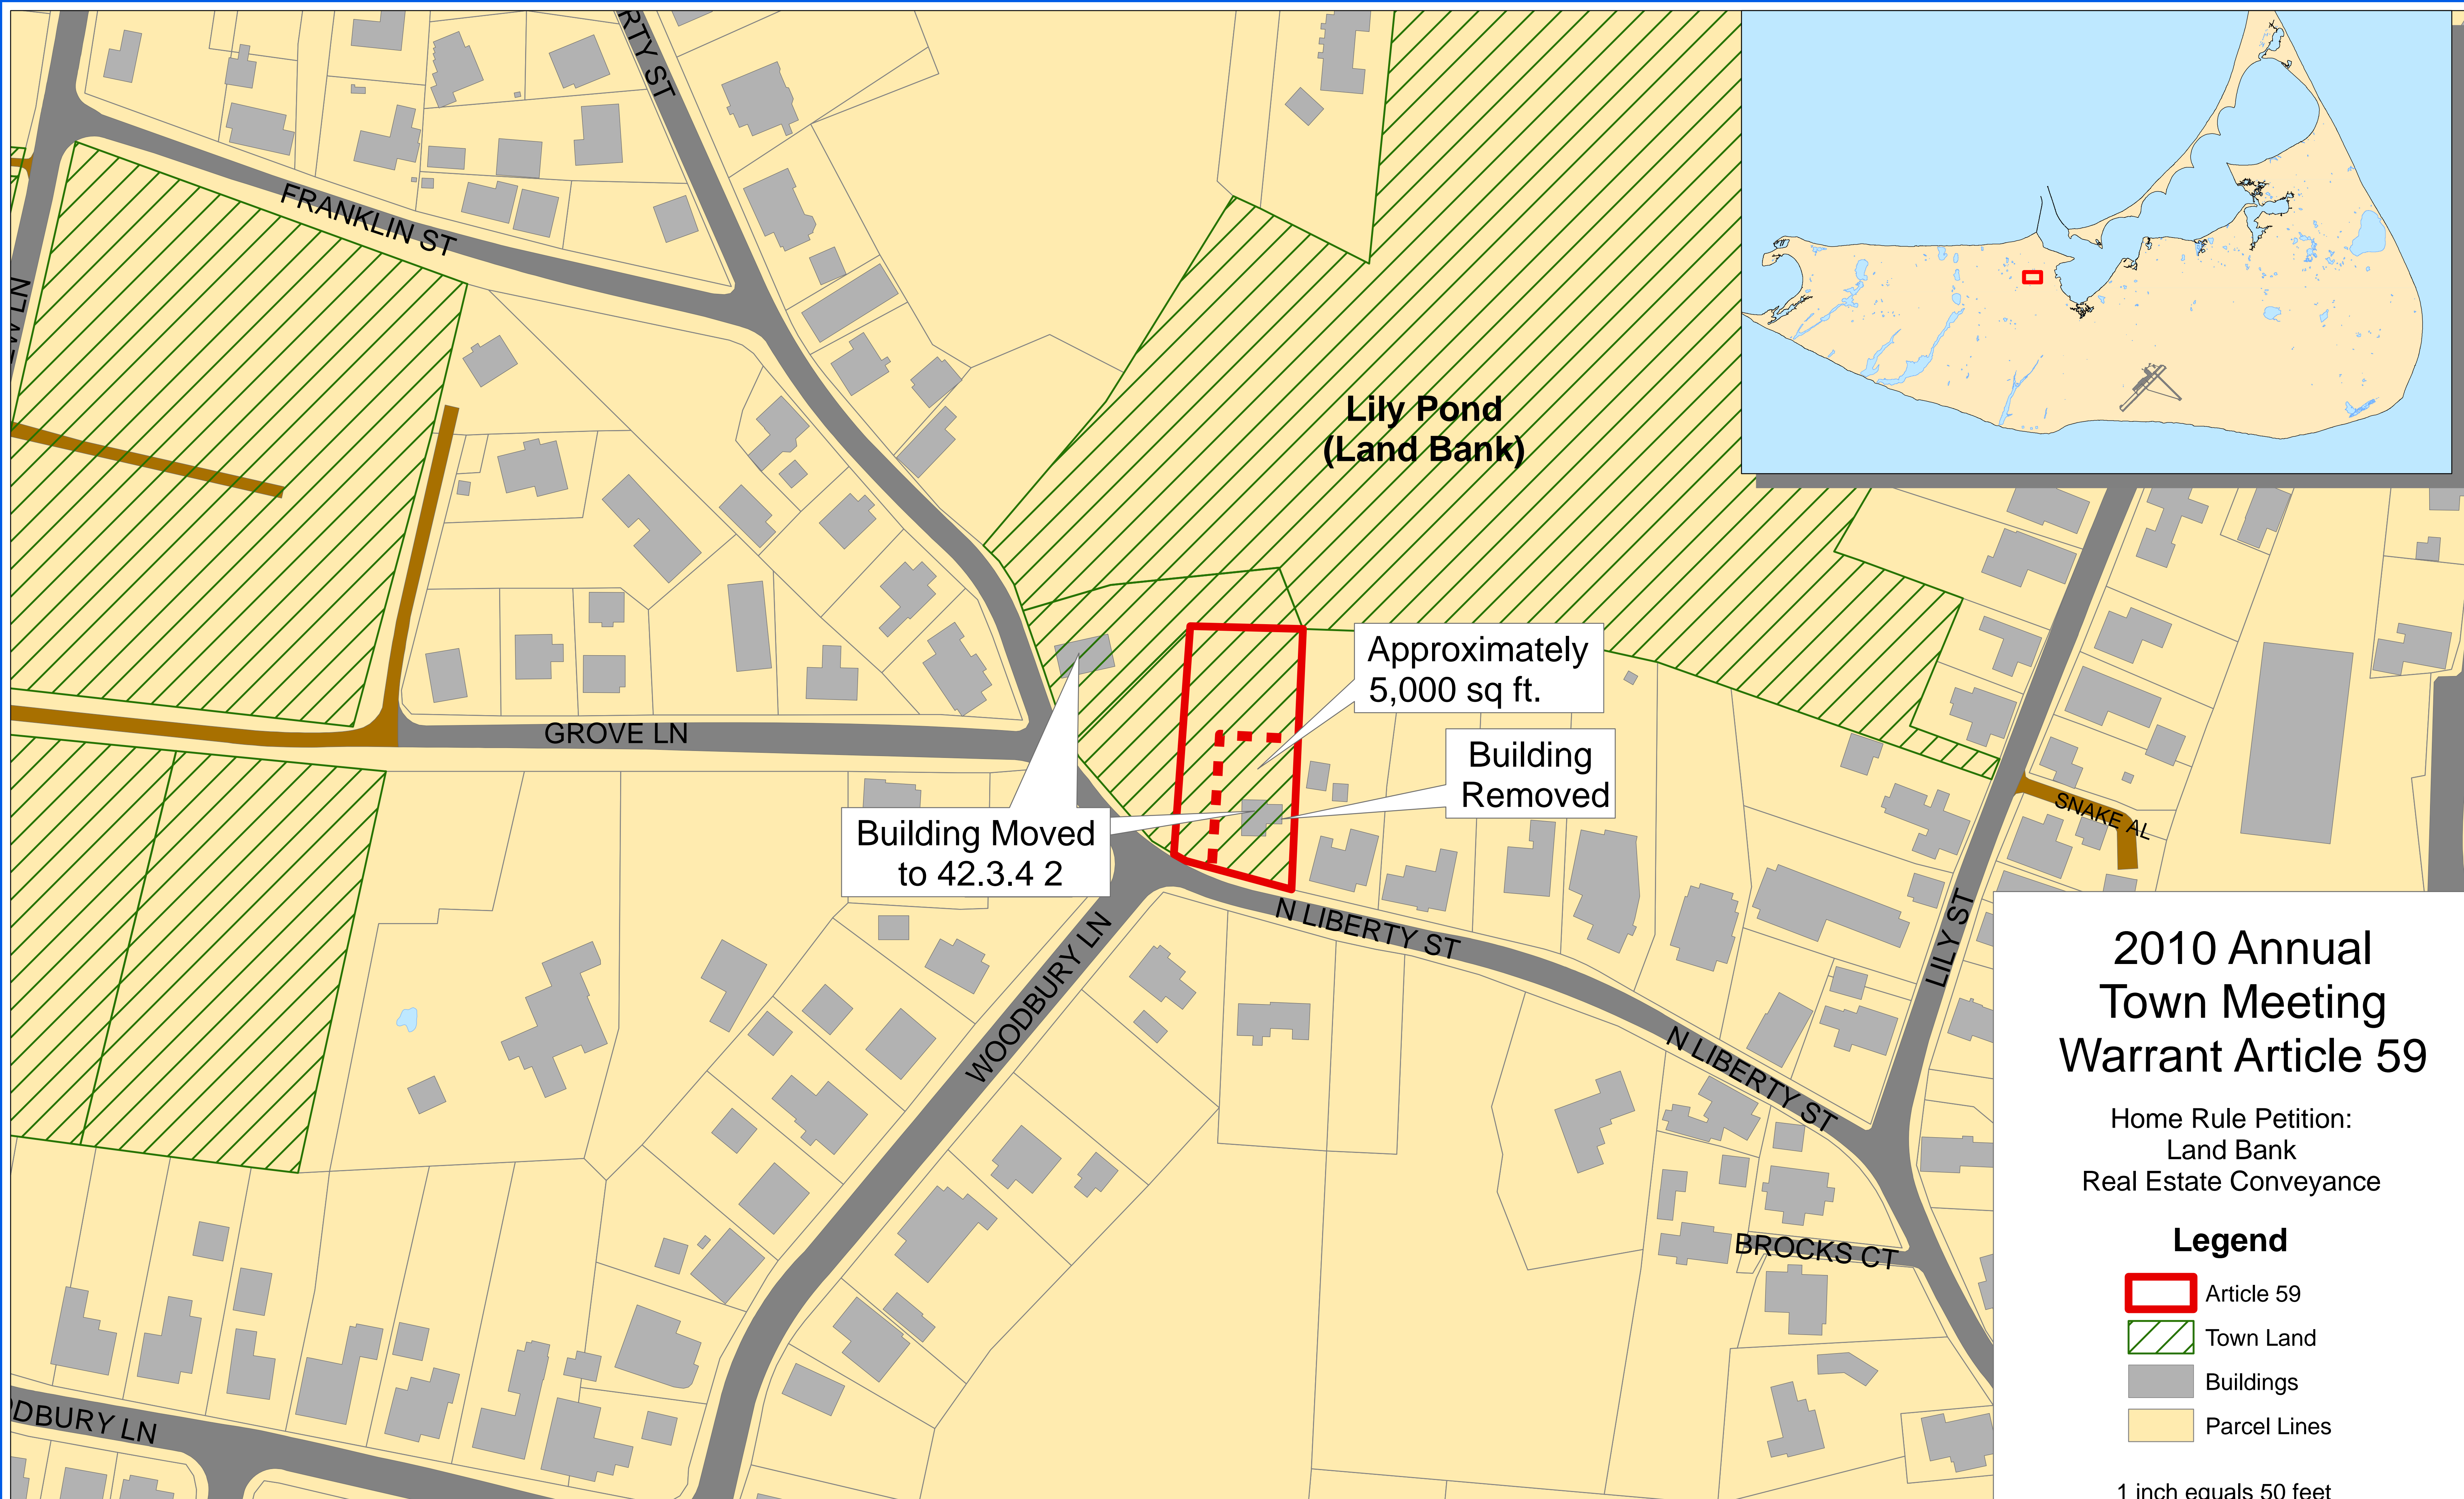 RTY ST
FRANKLIN ST
EW LN
Lily Pond
(Land Bank)
Approximately
5,000 sq ft.
GROVE LN
Building
Removed
Building Moved
to 42.3.4 2
SNAKE AL
N LIBERTY ST
WOODBURY LN
LILY ST
N LIBERTY ST
BROCKS CT
ODBURY LN
2010 Annual
Town Meeting
Warrant Article 59
Home Rule Petition:
Land Bank
Real Estate Conveyance
Legend
Article 59
Town Land
Buildings
Parcel Lines
1 inch equals 50 feet